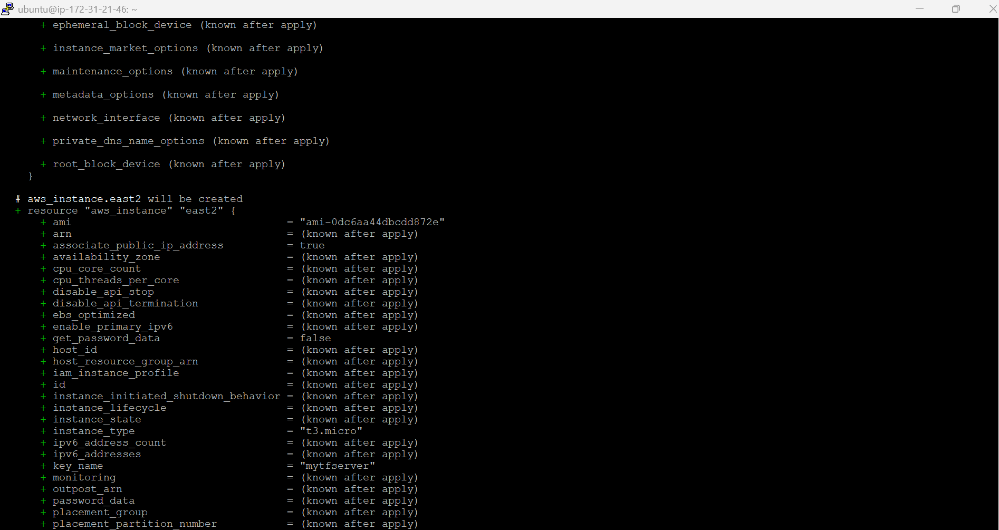 ubuntu@ip-172-31-21-46: ~
+ ephemeral_block_device (known after apply)
+ instance_market_options (known after apply)
+ maintenance_options (known after apply)
+ metadata_options (known after apply)
+ network_interface (known after apply)
+ private_dns_name_options (known after apply)
+ root_block_device (known after apply)
}
# aws_instance.east2 will be created
+ resource "aws_instance" "east2" {
+ ami = "ami-0dc6aa44dbcdd872e"
+ arn = (known after apply)
+ associate_public_ip_address = true
+ availability_zone = (known after apply)
+ cpu_core_count = (known after apply)
+ cpu_threads_per_core = (known after apply)
+ disable_api_stop = (known after apply)
+ disable_api_termination = (known after apply)
+ ebs_optimized = (known after apply)
+ enable_primary_ipv6 = (known after apply)
+ get_password_data = false
+ host_id = (known after apply)
+ host_resource_group_arn = (known after apply)
+ iam_instance_profile = (known after apply)
+ id = (known after apply)
+ instance_initiated_shutdown_behavior = (known after apply)
+ instance_lifecycle = (known after apply)
+ instance_state = (known after apply)
+ instance_type = "t3.micro"
+ ipv6_address_count = (known after apply)
+ ipv6_addresses = (known after apply)
+ key_name = "mytfserver"
+ monitoring = (known after apply)
+ outpost_arn = (known after apply)
+ password_data = (known after apply)
+ placement_group = (known after apply)
+ placement_partition_number = (known after apply)